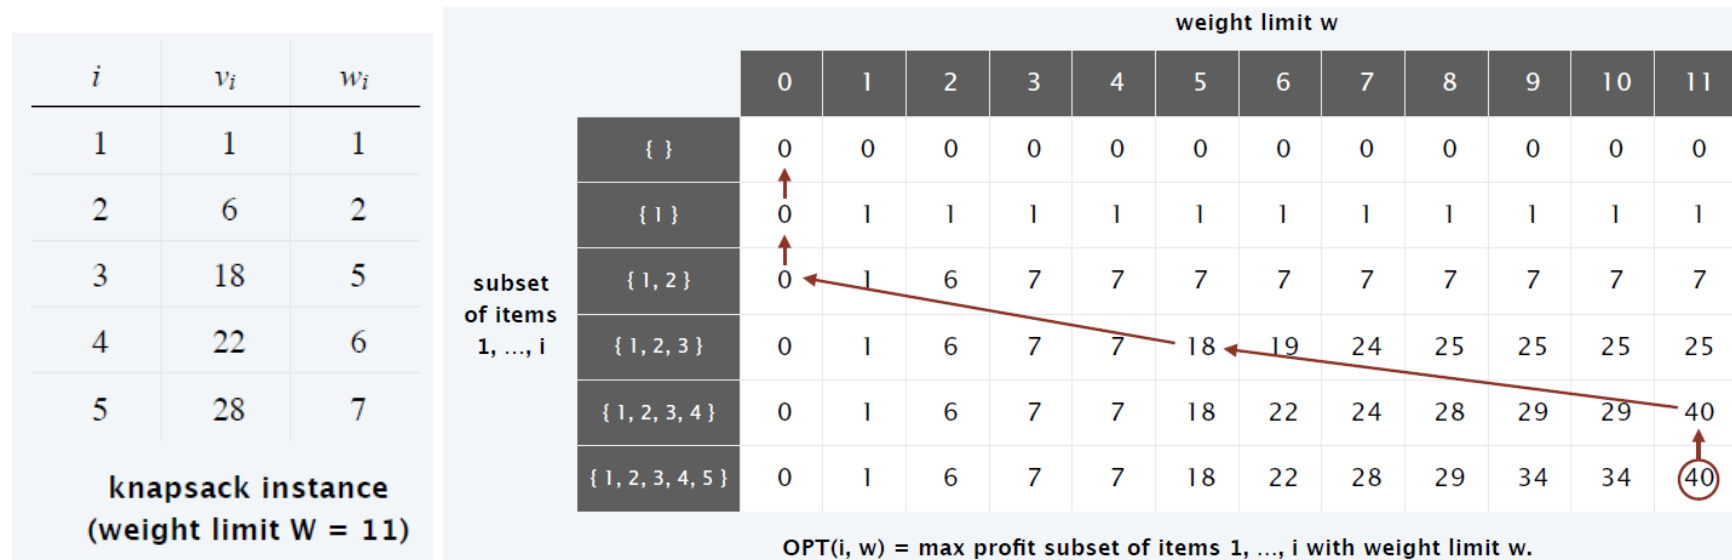 i vi wi
1 1 1
2 6 2
3 18 5
4 22 6
5 28 7
knapsack instance
(weight limit W = 11)
weight limit w
0 1 2 3 4 5 6 7 8 9 10 11
{ } 0 0 0 0 0 0 0 0 0 0 0 0
{ 1 } 0 1 1 1 1 1 1 1 1 1 1 1
{ 1, 2 } 0 1 6 7 7 7 7 7 7 7 7 7
{ 1, 2, 3 } 0 1 6 7 7 18 19 24 25 25 25 25
{ 1, 2, 3, 4 } 0 1 6 7 7 18 22 24 28 29 29 40
{ 1, 2, 3, 4, 5 } 0 1 6 7 7 18 22 28 29 34 34 40
subset
of items
1, ..., i
OPT(i, w) = max profit subset of items 1, ..., i with weight limit w.